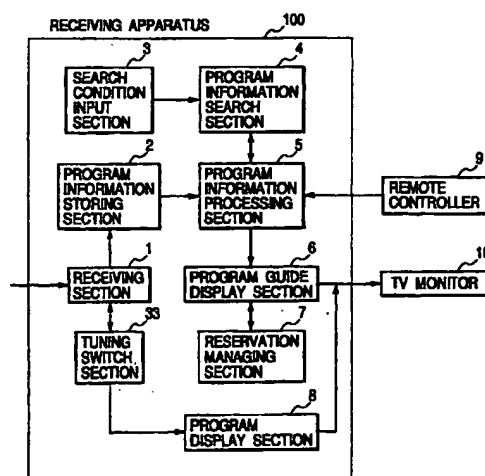 RECEIVING APPARATUS
100
3
SEARCH
CONDITION
INPUT
SECTION
4
PROGRAM
INFORMATION
SEARCH
SECTION
2
PROGRAM
INFORMATION
STORING
SECTION
5
PROGRAM
INFORMATION
PROCESSING
SECTION
9
REMOTE
CONTROLLER
1
RECEIVING
SECTION
6
PROGRAM GUIDE
DISPLAY SECTION
10
TV MONITOR
33
TUNING
SWITCH
SECTION
7
RESERVATION
MANAGING
SECTION
8
PROGRAM
DISPLAY SECTION